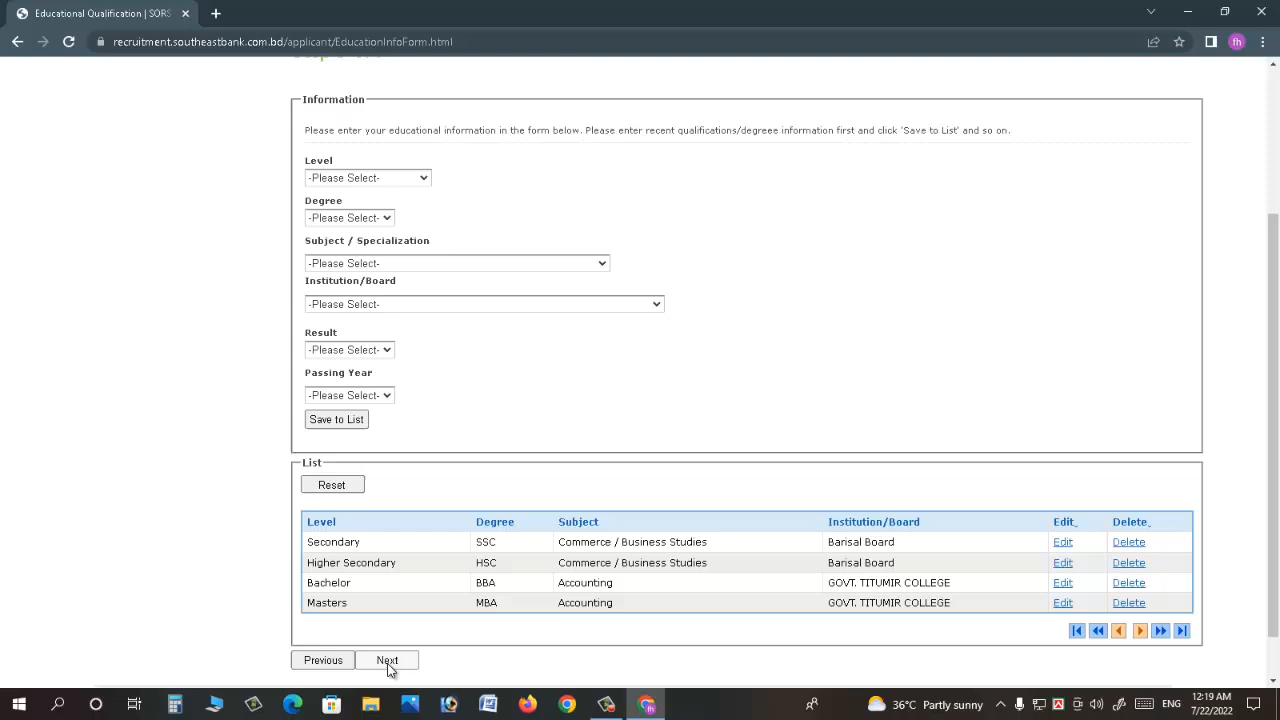 Educational Qualification | SORS
recruitment.southeastbank.com.bd/applicant/EducationInfoForm.html
fh
Information
Please enter your educational information in the form below. Please enter recent qualifications/degreee information first and click 'Save to List' and so on.
Level
-Please Select-
Degree
-Please Select-
Subject / Specialization
-Please Select-
Institution/Board
-Please Select-
Result
-Please Select-
Passing Year
-Please Select-
Save to List
List
Reset
Level Degree Subject Institution/Board Edit Delete
Secondary SSC Commerce / Business Studies Barisal Board Edit Delete
Higher Secondary HSC Commerce / Business Studies Barisal Board Edit Delete
Bachelor BBA Accounting GOVT. TITUMIR COLLEGE Edit Delete
Masters MBA Accounting GOVT. TITUMIR COLLEGE Edit Delete
Previous Next
36°C Partly sunny ENG 12:19 AM
7/22/2022